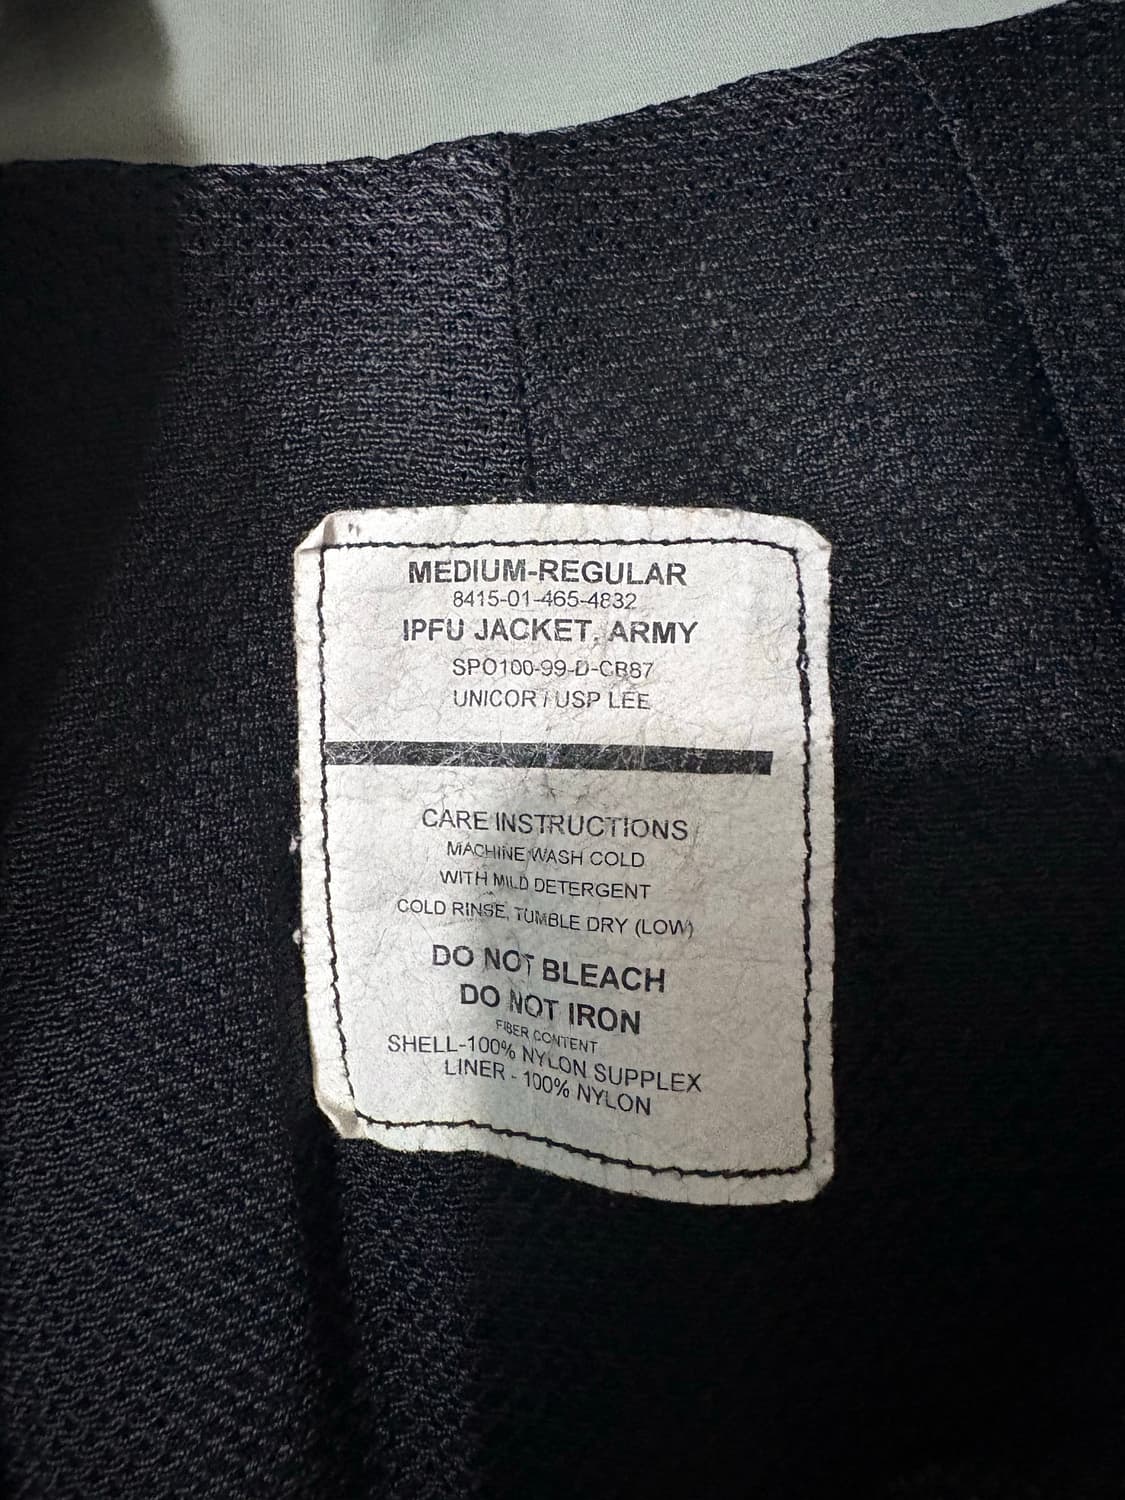 MEDIUM-REGULAR
8415-01-465-4832
IPFU JACKET, ARMY
SPO100-99-D-CB87
UNICOR / USP LEE
CARE INSTRUCTIONS
MACHINE WASH COLD
WITH MILD DETERGENT
COLD RINSE, TUMBLE DRY (LOW)
DO NOT BLEACH
DO NOT IRON
FIBER CONTENT
SHELL-100% NYLON SUPPLEX
LINER - 100% NYLON